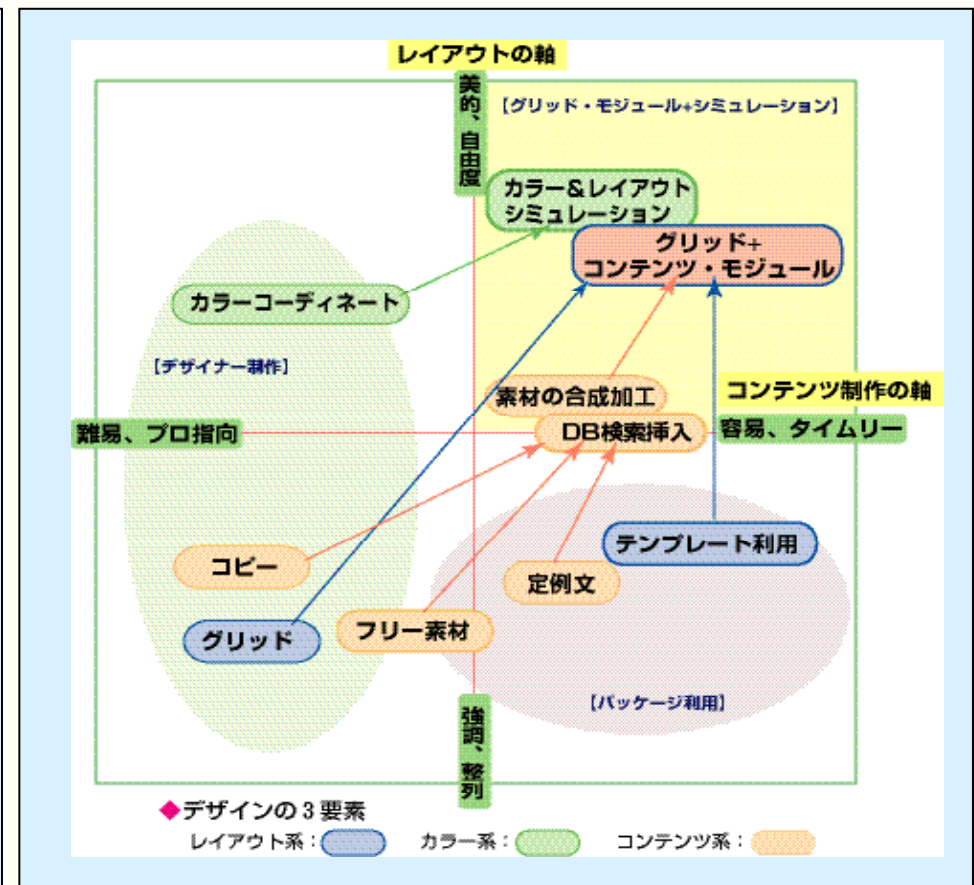 レイアウトの軸
美的、自由度
【グリッド・モジュール+シミュレーション】
カラー&レイアウト
シミュレーション
グリッド+
コンテンツ・モジュール
カラーコーディネート
【デザイナー制作】
素材の合成加工
コンテンツ制作の軸
難易、プロ指向
DB検索挿入
容易、タイムリー
テンプレート利用
コピー
定例文
グリッド
フリー素材
【パッケージ利用】
強調、整列
◆デザインの3要素
レイアウト系:
カラー系:
コンテンツ系: